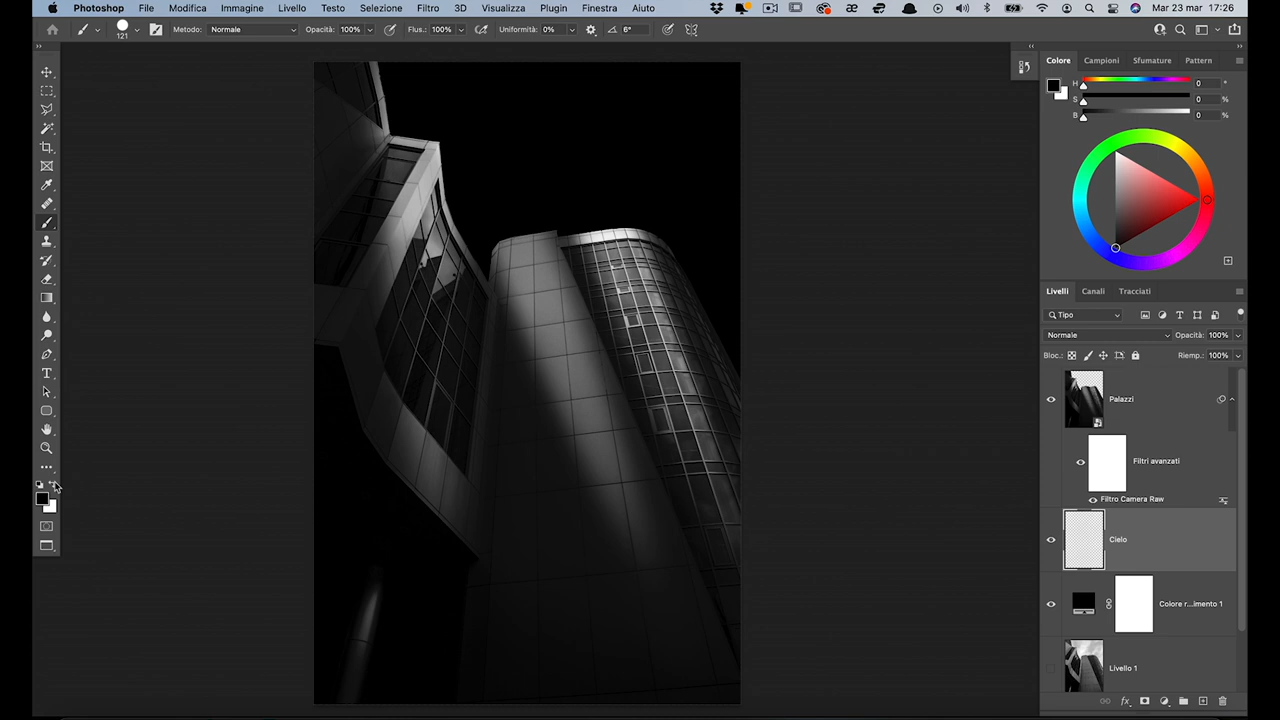 Photoshop File Modifica Immagine Livello Testo Selezione Filtro 3D Visualizza Plugin Finestra Aiuto Mar 23 mar 17:26
121 Metodo: Normale Opacità: 100% Flus.: 100% Uniformità: 0% 6°
Colore Campioni Sfumature Pattern
H 0 °
S 0 %
B 0 %
Livelli Canali Tracciati
Tipo
Normale Opacità: 100%
Bloc.: Riemp.: 100%
Palazzi
Filtri avanzati
Filtro Camera Raw
Cielo
Colore r...imento 1
Livello 1